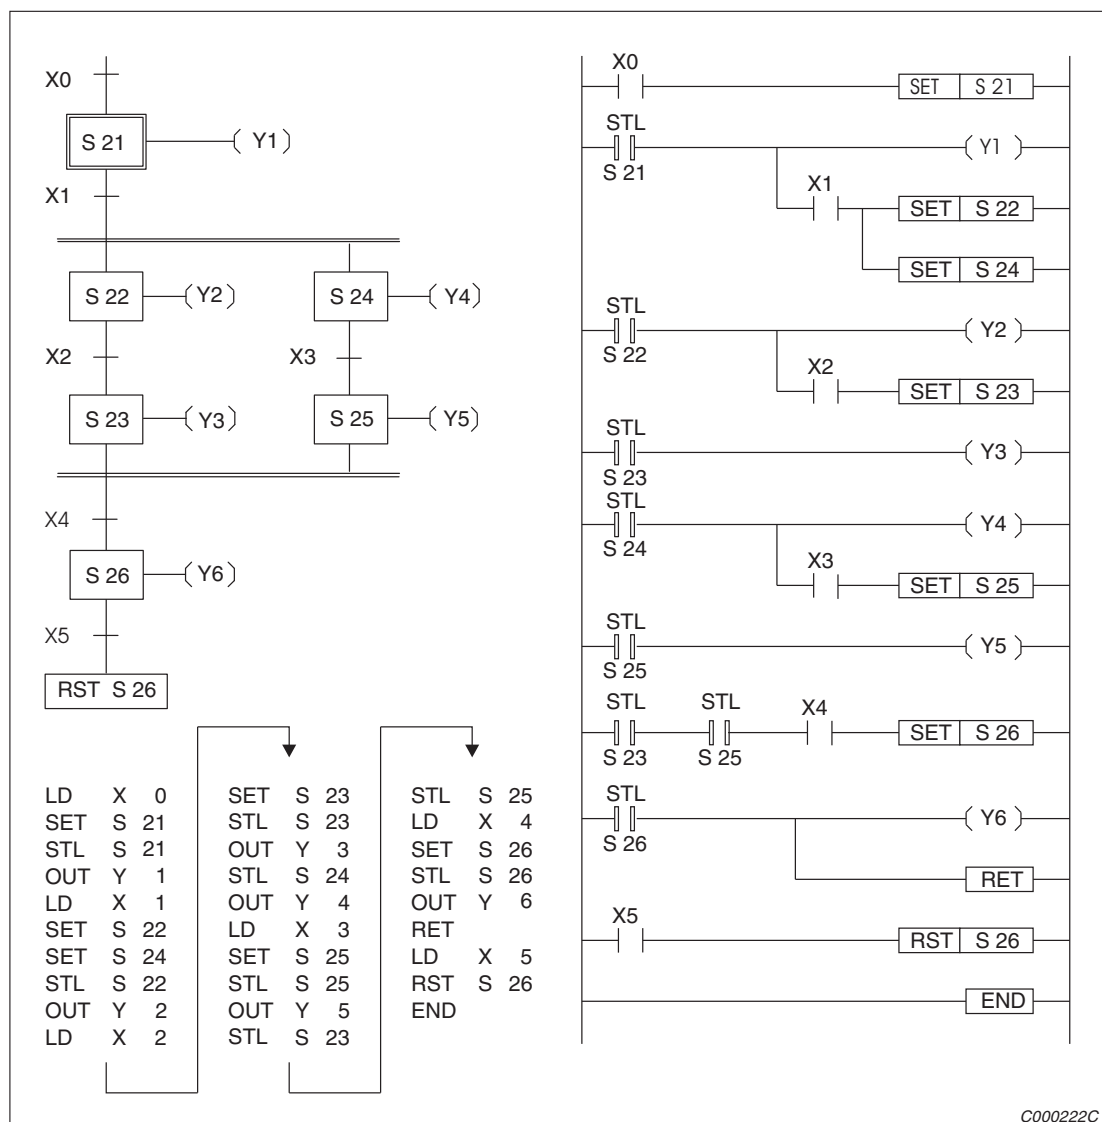 X0
S 21
Y1
X1
S 22
Y2
S 24
Y4
X2
X3
S 23
Y3
S 25
Y5
X4
S 26
Y6
X5
RST S 26
LD X 0
SET S 21
STL S 21
OUT Y 1
LD X 1
SET S 22
SET S 24
STL S 22
OUT Y 2
LD X 2
SET S 23
STL S 23
OUT Y 3
STL S 24
OUT Y 4
LD X 3
SET S 25
STL S 25
OUT Y 5
STL S 23
STL S 25
LD X 4
SET S 26
STL S 26
OUT Y 6
RET
LD X 5
RST S 26
END
X0
SET S 21
STL
S 21
Y1
X1
SET S 22
SET S 24
STL
S 22
Y2
X2
SET S 23
STL
S 23
Y3
STL
S 24
Y4
X3
SET S 25
STL
S 25
Y5
STL STL X4
S 23 S 25
SET S 26
STL
S 26
Y6
RET
X5
RST S 26
END
C000222C